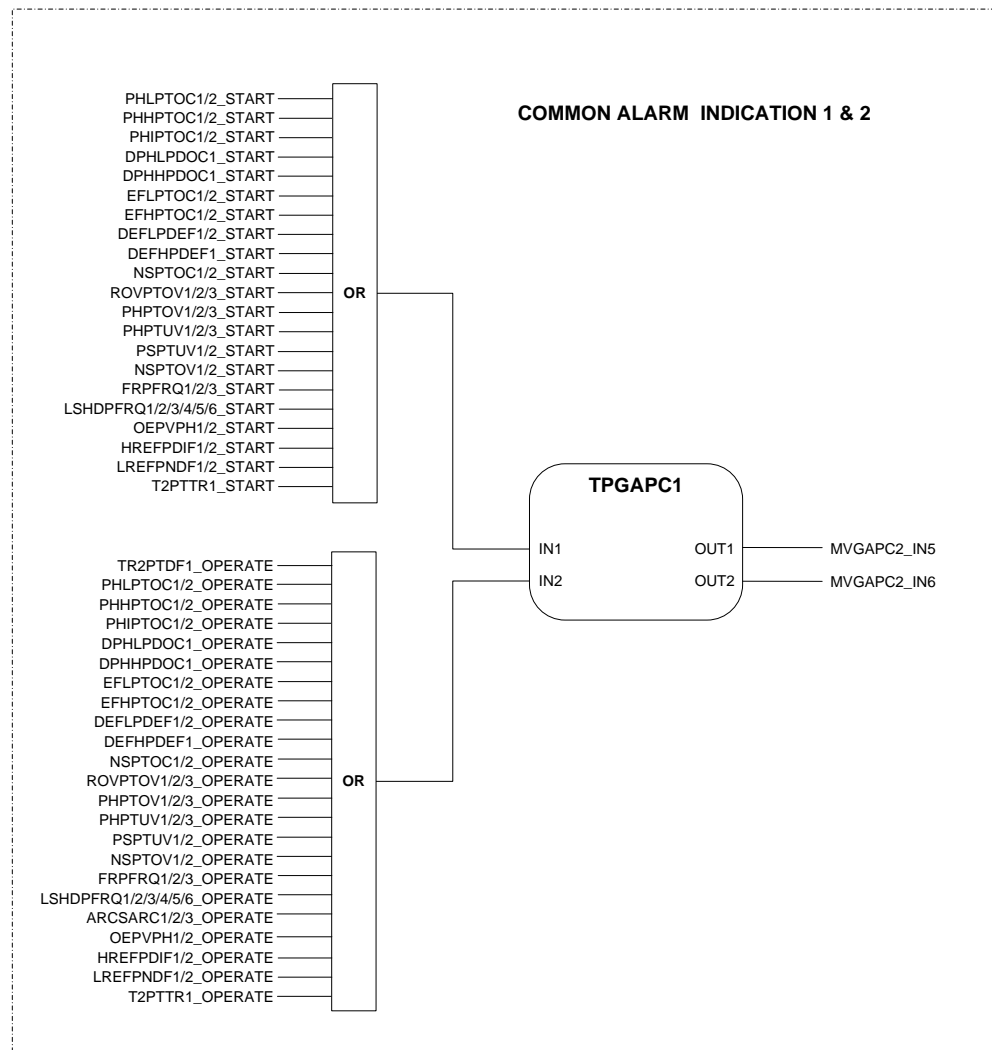 COMMON ALARM INDICATION 1 & 2
PHLPTOC1/2_START
PHHPTOC1/2_START
PHIPTOC1/2_START
DPHLPDOC1_START
DPHHPDOC1_START
EFLPTOC1/2_START
EFHPTOC1/2_START
DEFLPDEF1/2_START
DEFHPDEF1_START
NSPTOC1/2_START
ROVPTOV1/2/3_START
PHPTOV1/2/3_START
PHPTUV1/2/3_START
PSPTUV1/2_START
NSPTOV1/2_START
FRPFRQ1/2/3_START
LSHDPFRQ1/2/3/4/5/6_START
OEPVPH1/2_START
HREFPDIF1/2_START
LREFPNDF1/2_START
T2PTTR1_START
OR
TR2PTDF1_OPERATE
PHLPTOC1/2_OPERATE
PHHPTOC1/2_OPERATE
PHIPTOC1/2_OPERATE
DPHLPDOC1_OPERATE
DPHHPDOC1_OPERATE
EFLPTOC1/2_OPERATE
EFHPTOC1/2_OPERATE
DEFLPDEF1/2_OPERATE
DEFHPDEF1_OPERATE
NSPTOC1/2_OPERATE
ROVPTOV1/2/3_OPERATE
PHPTOV1/2/3_OPERATE
PHPTUV1/2/3_OPERATE
PSPTUV1/2_OPERATE
NSPTOV1/2_OPERATE
FRPFRQ1/2/3_OPERATE
LSHDPFRQ1/2/3/4/5/6_OPERATE
ARCSARC1/2/3_OPERATE
OEPVPH1/2_OPERATE
HREFPDIF1/2_OPERATE
LREFPNDF1/2_OPERATE
T2PTTR1_OPERATE
OR
TPGAPC1
IN1
OUT1
MVGAPC2_IN5
IN2
OUT2
MVGAPC2_IN6